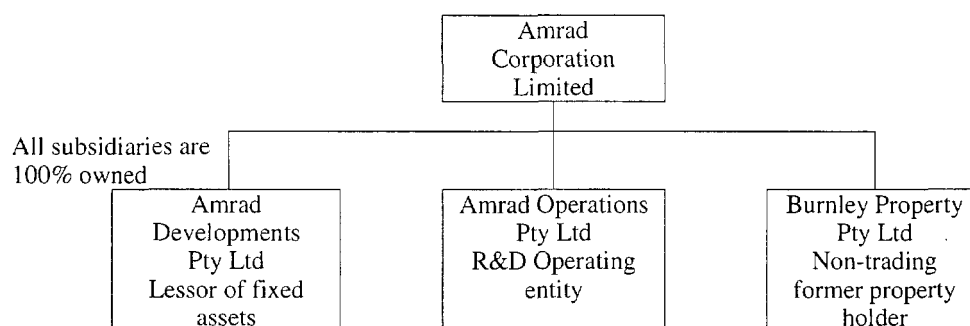 Amrad
Corporation
Limited
All subsidiaries are
100% owned
Amrad
Developments
Pty Ltd
Lessor of fixed
assets
Amrad Operations
Pty Ltd
R&D Operating
entity
Burnley Property
Pty Ltd
Non-trading
former property
holder